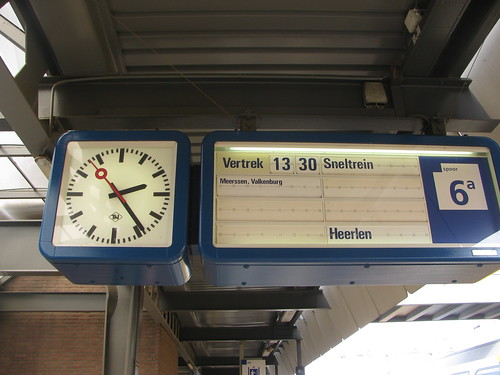 Vertrek 13 30 Sneltrein
Meerssen, Valkenburg
Heerlen
spoor
6a